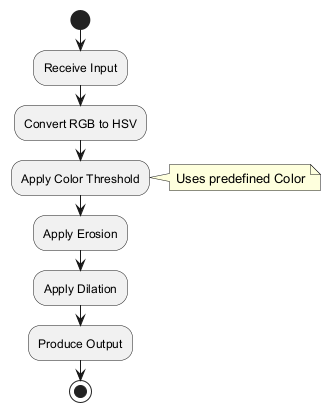 Receive Input
Convert RGB to HSV
Apply Color Threshold
Uses predefined Color
Apply Erosion
Apply Dilation
Produce Output